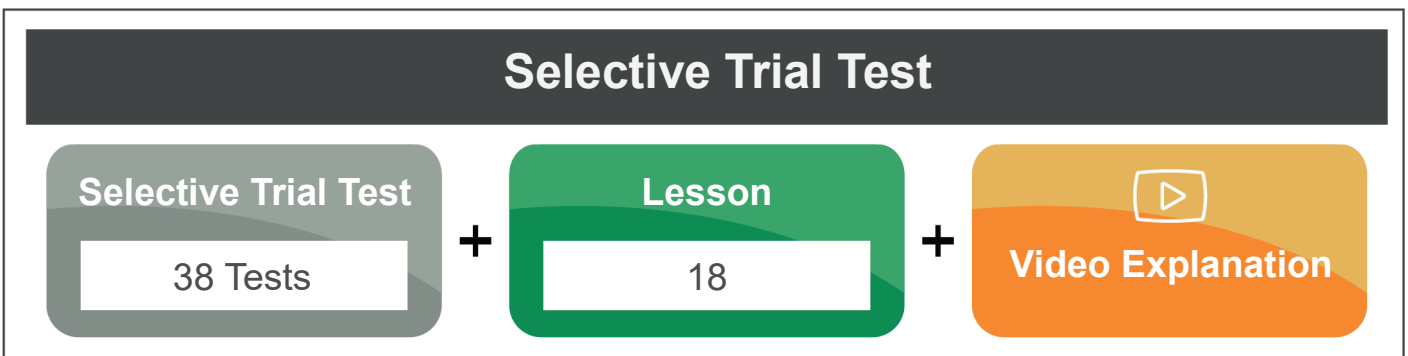 Selective Trial Test
Selective Trial Test
38 Tests
+
Lesson
18
+
Video Explanation